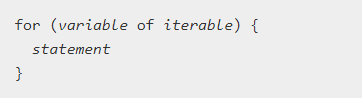 for (variable of iterable) {
  statement
}